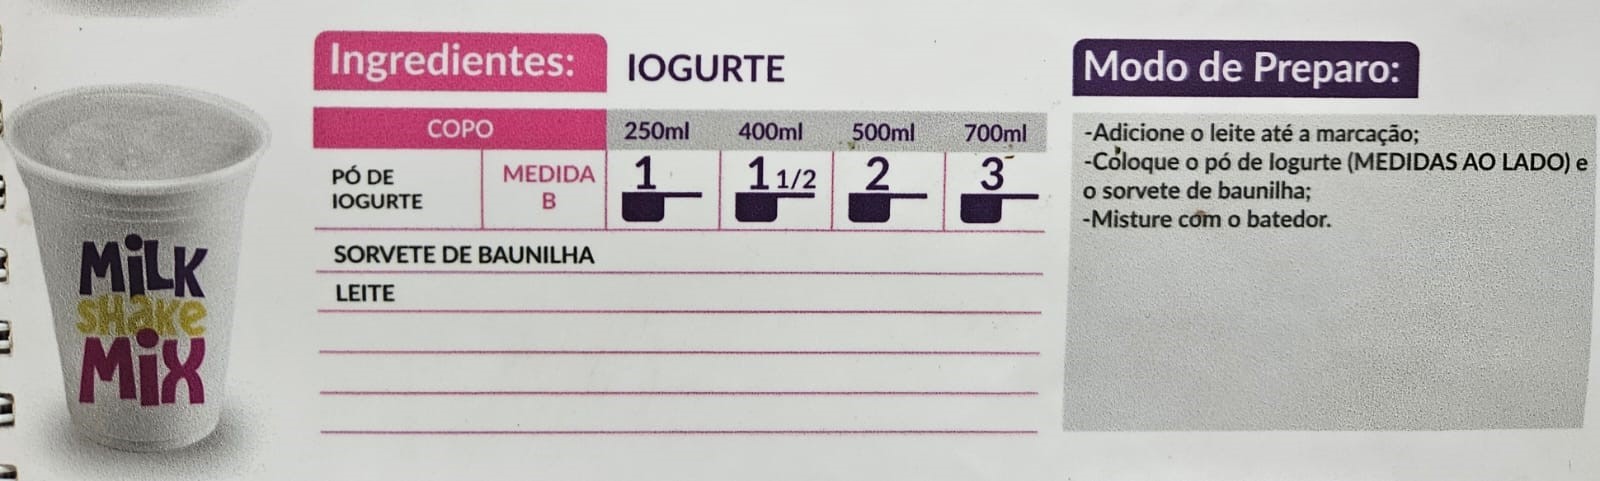 Ingredientes: IOGURTE
COPO 250ml 400ml 500ml 700ml
PÓ DE IOGURTE MEDIDA B 1 1 1/2 2 3
SORVETE DE BAUNILHA
LEITE
Modo de Preparo:
-Adicione o leite até a marcação;
-Coloque o pó de Iogurte (MEDIDAS AO LADO) e
o sorvete de baunilha;
-Misture com o batedor.
MiLK
SHaKe
MiX